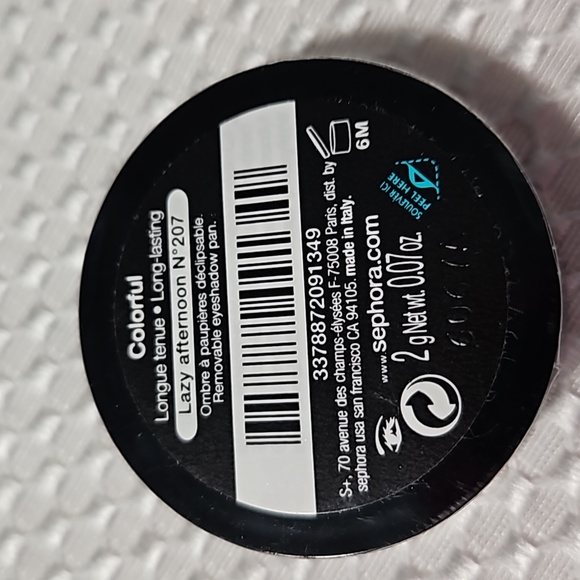 Colorful
Longue tenue • Long-lasting
Lazy afternoon N°207
Ombre à paupières déclipsable.
Removable eyeshadow pan.
3378872091349
S+, 70 avenue des champs-élysées F-75008 Paris, dist. by
sephora usa san francisco CA 94105. made in Italy.
www.sephora.com
2 g Net wt. 0.07 oz.
6M
SOULEVER ICI
PEEL HERE